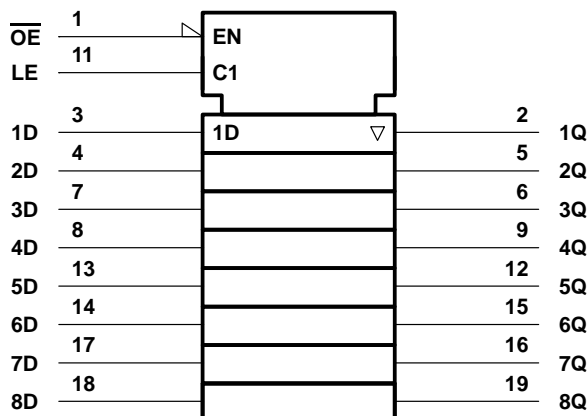 1
OE EN
11
LE C1
3 2
1D 1D ▽ 1Q
4 5
2D 2Q
7 6
3D 3Q
8 9
4D 4Q
13 12
5D 5Q
14 15
6D 6Q
17 16
7D 7Q
18 19
8D 8Q